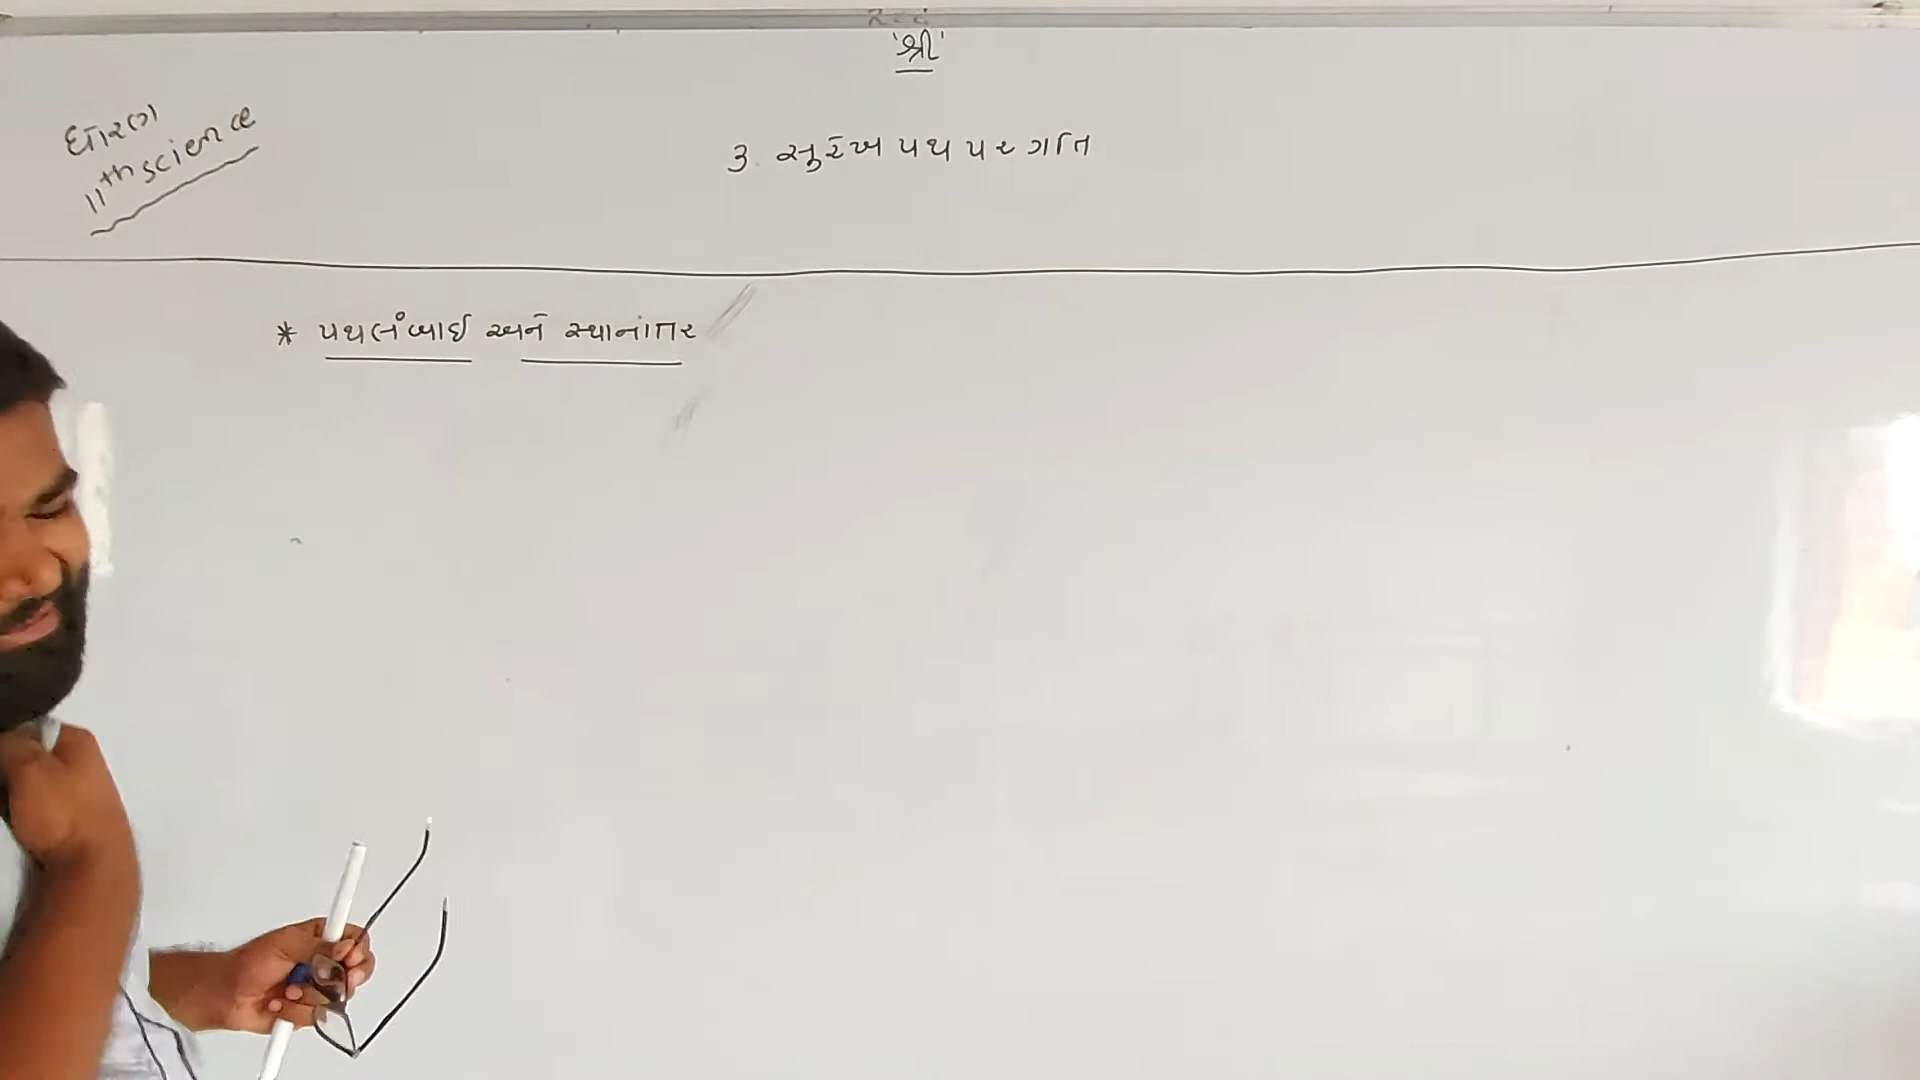 'શ્રી'
ધોરણ
11th science
3. સુરેખ પથ પર ગતિ
* પથલંબાઈ અને સ્થાનાંતર